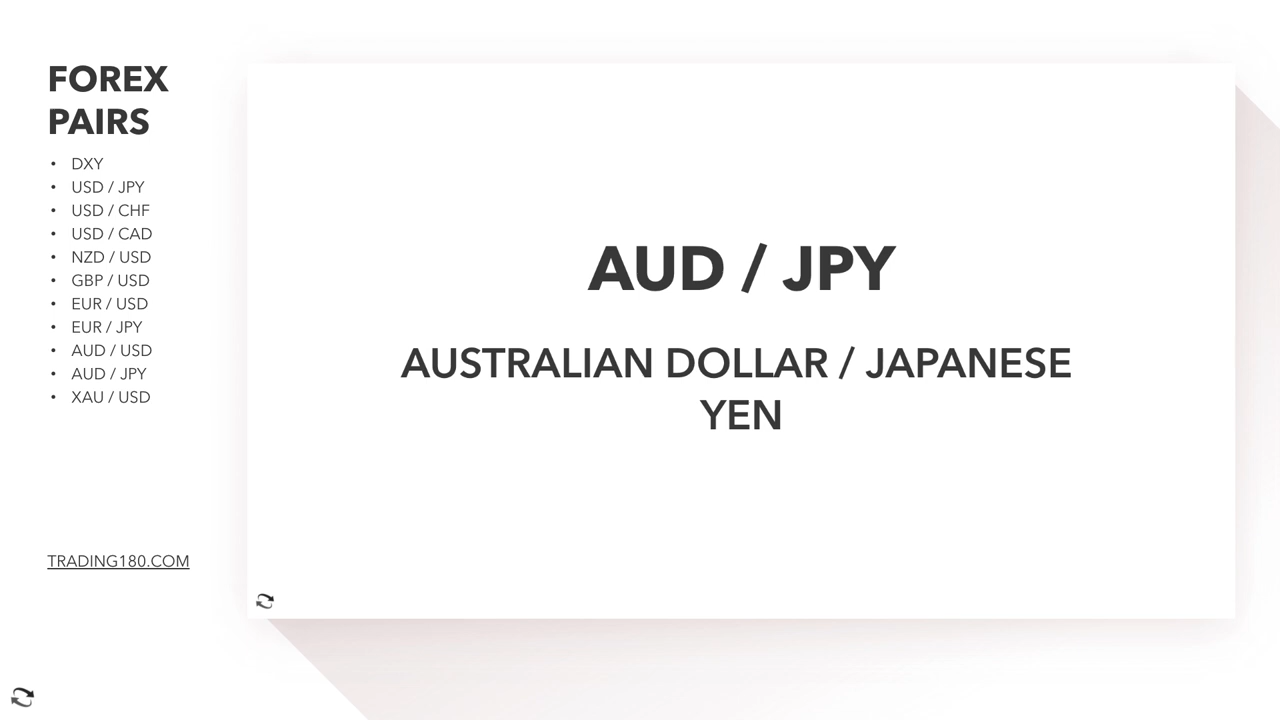 FOREX
PAIRS
• DXY
• USD / JPY
• USD / CHF
• USD / CAD
• NZD / USD
• GBP / USD
• EUR / USD
• EUR / JPY
• AUD / USD
• AUD / JPY
• XAU / USD
TRADING180.COM
AUD / JPY
AUSTRALIAN DOLLAR / JAPANESE
YEN